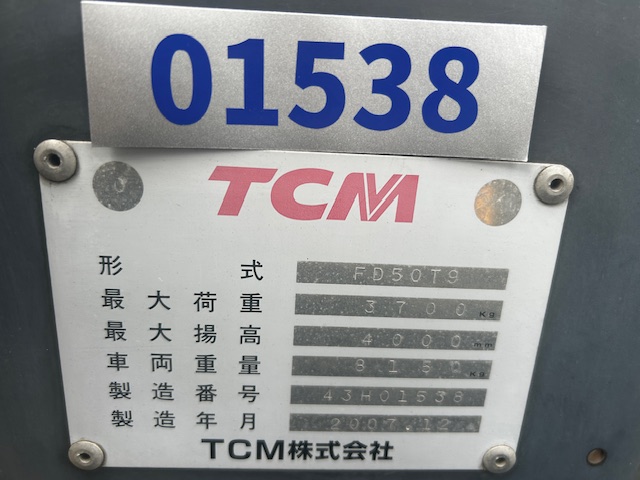 01538
TCM
形式 FD50T9
最大荷重 3700 Kg
最大揚高 4000 mm
車両重量 8160 Kg
製造番号 43H01538
製造年月 2007.12
TCM株式会社